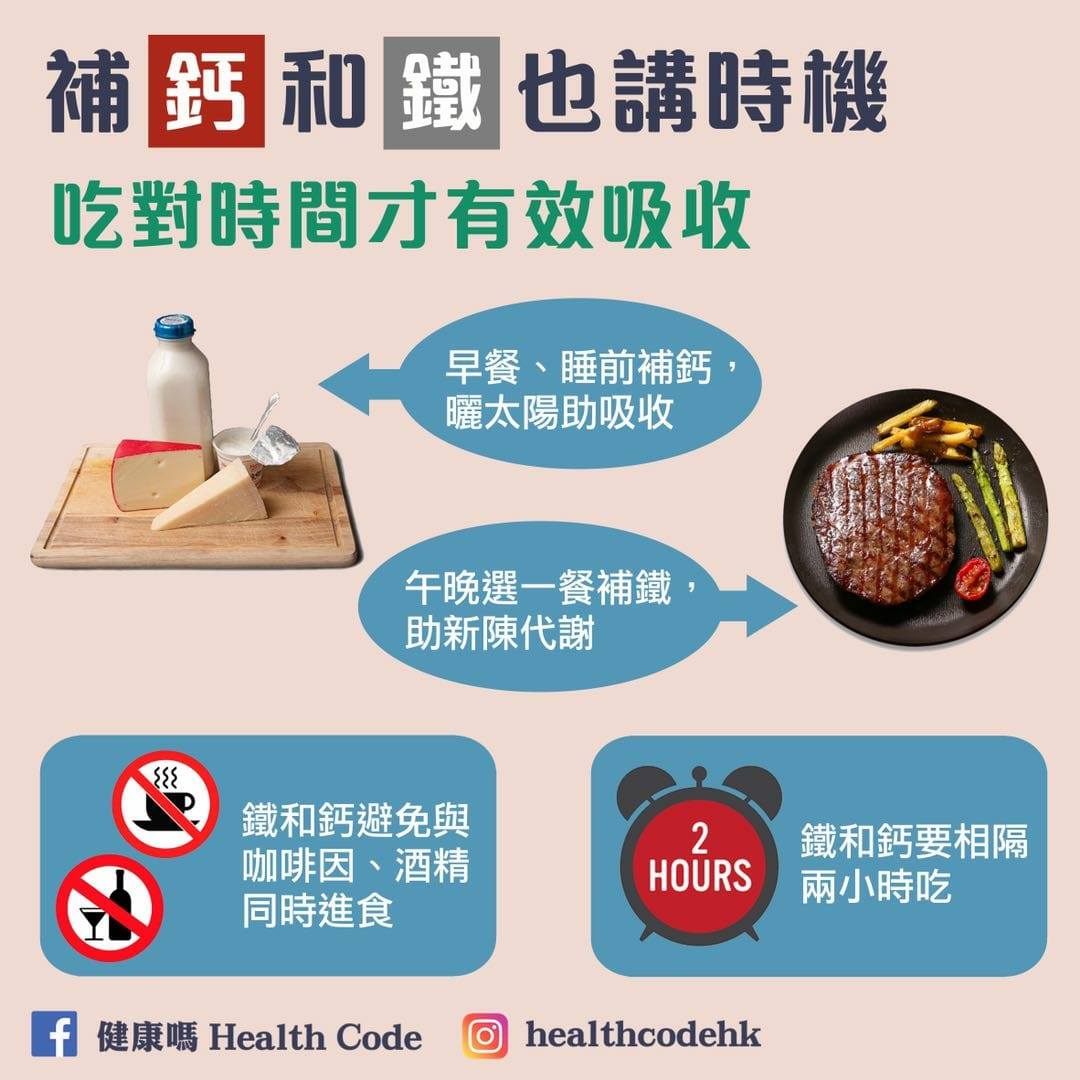 補鈣和鐵也講時機
吃對時間才有效吸收
早餐、睡前補鈣，
曬太陽助吸收
午晚選一餐補鐵，
助新陳代謝
鐵和鈣避免與
咖啡因、酒精
同時進食
2
HOURS
鐵和鈣要相隔
兩小時吃
健康嗎 Health Code
healthcodehk